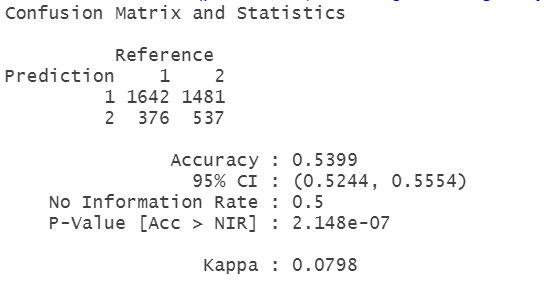 Confusion Matrix and Statistics
Reference
Prediction 1 2
1 1642 1481
2 376 537
Accuracy : 0.5399
95% CI : (0.5244, 0.5554)
No Information Rate : 0.5
P-Value [Acc > NIR] : 2.148e-07
Kappa : 0.0798